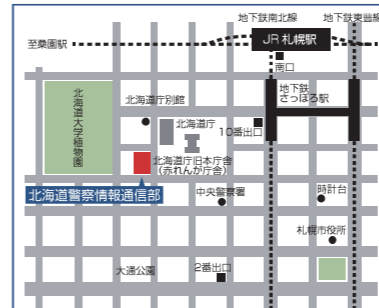 地下鉄南北線
地下鉄東豊線
至桑園駅
JR 札幌駅
南口
地下鉄
さっぽろ駅
北海道大学植物園
北海道庁別館
北海道庁
10番出口
北海道庁旧本庁舎
(赤れんが庁舎)
北海道警察情報通信部
中央警察署
時計台
札幌市役所
大通公園
2番出口